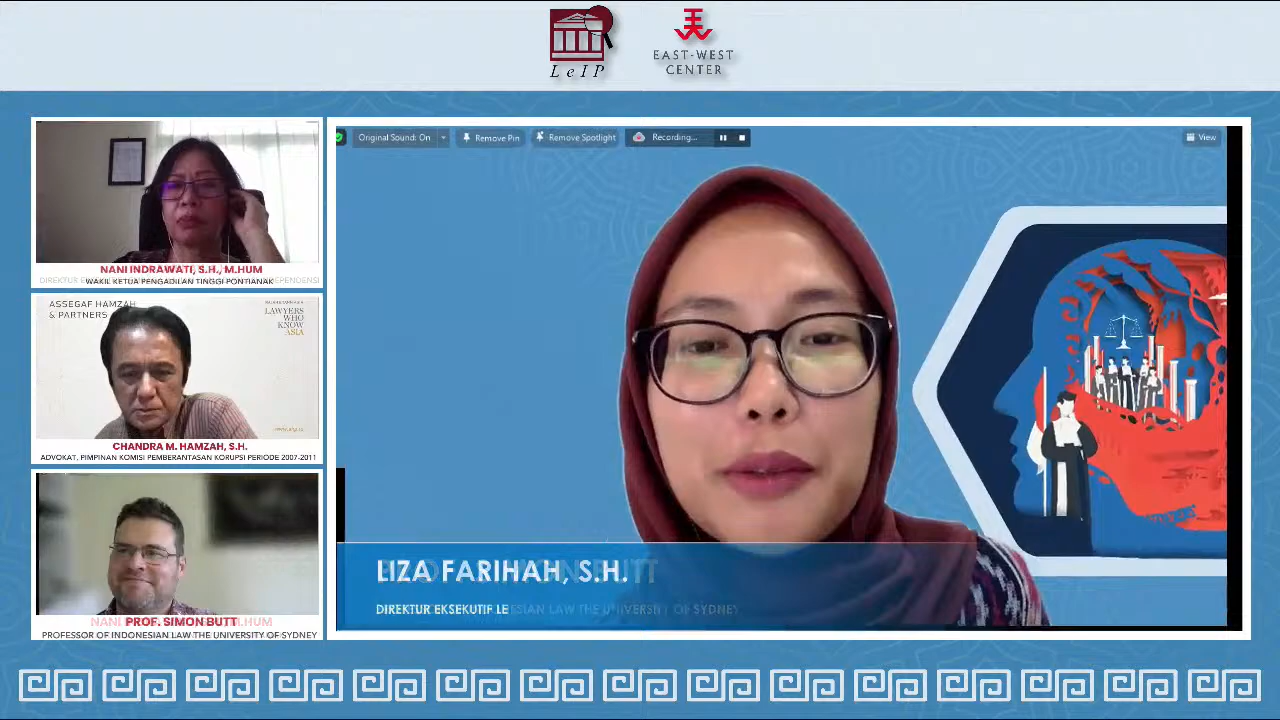 LeIP
EAST-WEST
CENTER
NANI INDRAWATI, S.H., M.HUM
WAKIL KETUA PENGADILAN TINGGI PONTIANAK
ASSEGAF HAMZAH
& PARTNERS
LAWYERS
WHO
KNOW
ASIA
CHANDRA M. HAMZAH, S.H.
ADVOKAT, PIMPINAN KOMISI PEMBERANTASAN KORUPSI PERIODE 2007-2011
PROF. SIMON BUTT
PROFESSOR OF INDONESIAN LAW THE UNIVERSITY OF SYDNEY
Original Sound: On
Remove Pin
Remove Spotlight
Recording...
View
LIZA FARIHAH, S.H.
DIREKTUR EKSEKUTIF LE